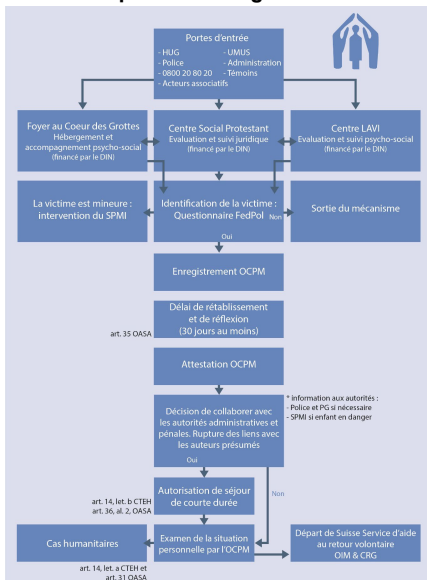 Portes d'entrée
- HUG
- Police
- 0800 20 80 20
- Acteurs associatifs
- UMUS
- Administration
- Témoins
Foyer au Coeur des Grottes
Hébergement et
accompagnement psycho-social
(financé par le DIN)
Centre Social Protestant
Evaluation et suivi juridique
(financé par le DIN)
Centre LAVI
Evaluation et suivi psycho-social
(financé par le DIN)
La victime est mineure :
intervention du SPMI
Identification de la victime :
Questionnaire FedPol
Non
Sortie du mécanisme
Oui
Enregistrement OCPM
Délai de rétablissement
et de réflexion
(30 jours au moins)
art. 35 OASA
Attestation OCPM
Décision de collaborer avec
les autorités administratives et
pénales. Rupture des liens avec
les auteurs présumés
* information aux autorités :
- Police et PG si nécessaire
- SPMI si enfant en danger
Oui
Non
art. 14, let. b CTEH
art. 36, al. 2, OASA
Autorisation de séjour
de courte durée
Cas humanitaires
art. 14, let. a CTEH et
art. 31 OASA
Examen de la situation
personnelle par l'OCPM
Départ de Suisse Service d'aide
au retour volontaire
OIM & CRG